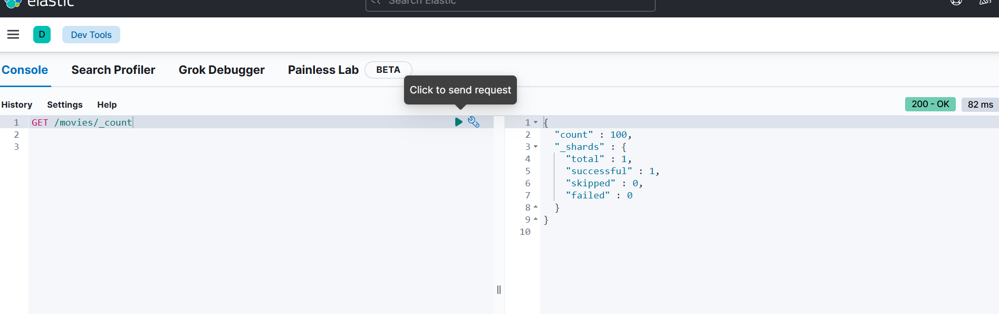 elastic
Search Elastic
D Dev Tools
Console Search Profiler Grok Debugger Painless Lab BETA
Click to send request
History Settings Help
200 - OK 82 ms
1 GET /movies/_count
2
3
1 {
2 "count" : 100,
3 "_shards" : {
4 "total" : 1,
5 "successful" : 1,
6 "skipped" : 0,
7 "failed" : 0
8 }
9 }
10